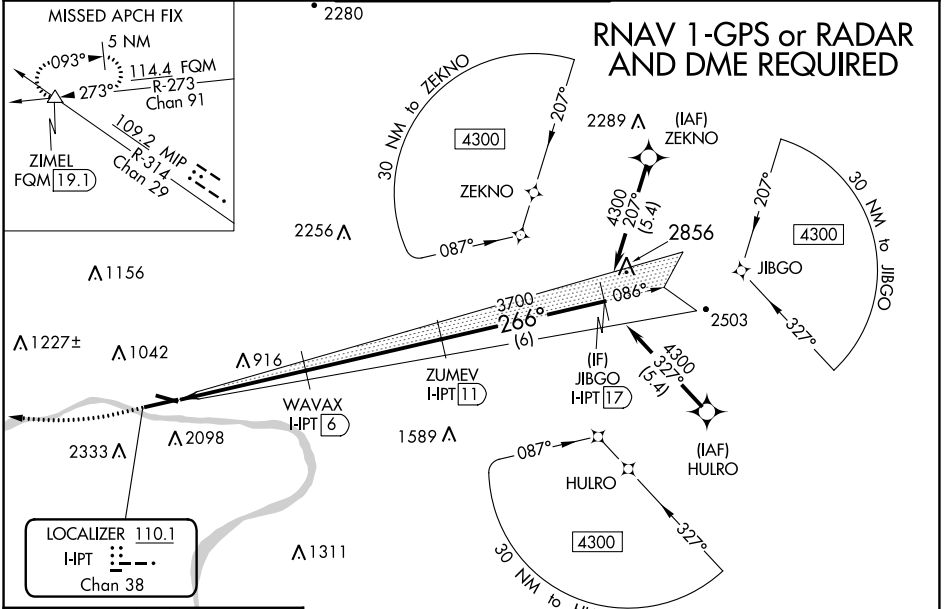 MISSED APCH FIX
5 NM
093°
114.4 FQM
R-273
Chan 91
273°
109.2 MIP
R-314
Chan 29
ZIMEL
FQM 19.1
2280
RNAV 1-GPS or RADAR
AND DME REQUIRED
30 NM to ZEKNO
4300
207°
ZEKNO
087°
2289
(IAF)
ZEKNO
4300
207°
(5.4)
207°
30 NM to JIBGO
4300
JIBGO
327°
2256
2856
1156
3700
086°
266°
(6)
2503
1227±
1042
916
ZUMEV
I-IPT 11
(IF)
JIBGO
I-IPT 17
4300
327°
(5.4)
WAVAX
I-IPT 6
2333
2098
1589
(IAF)
HULRO
087°
HULRO
327°
4300
30 NM to
LOCALIZER 110.1
I-IPT
Chan 38
1311